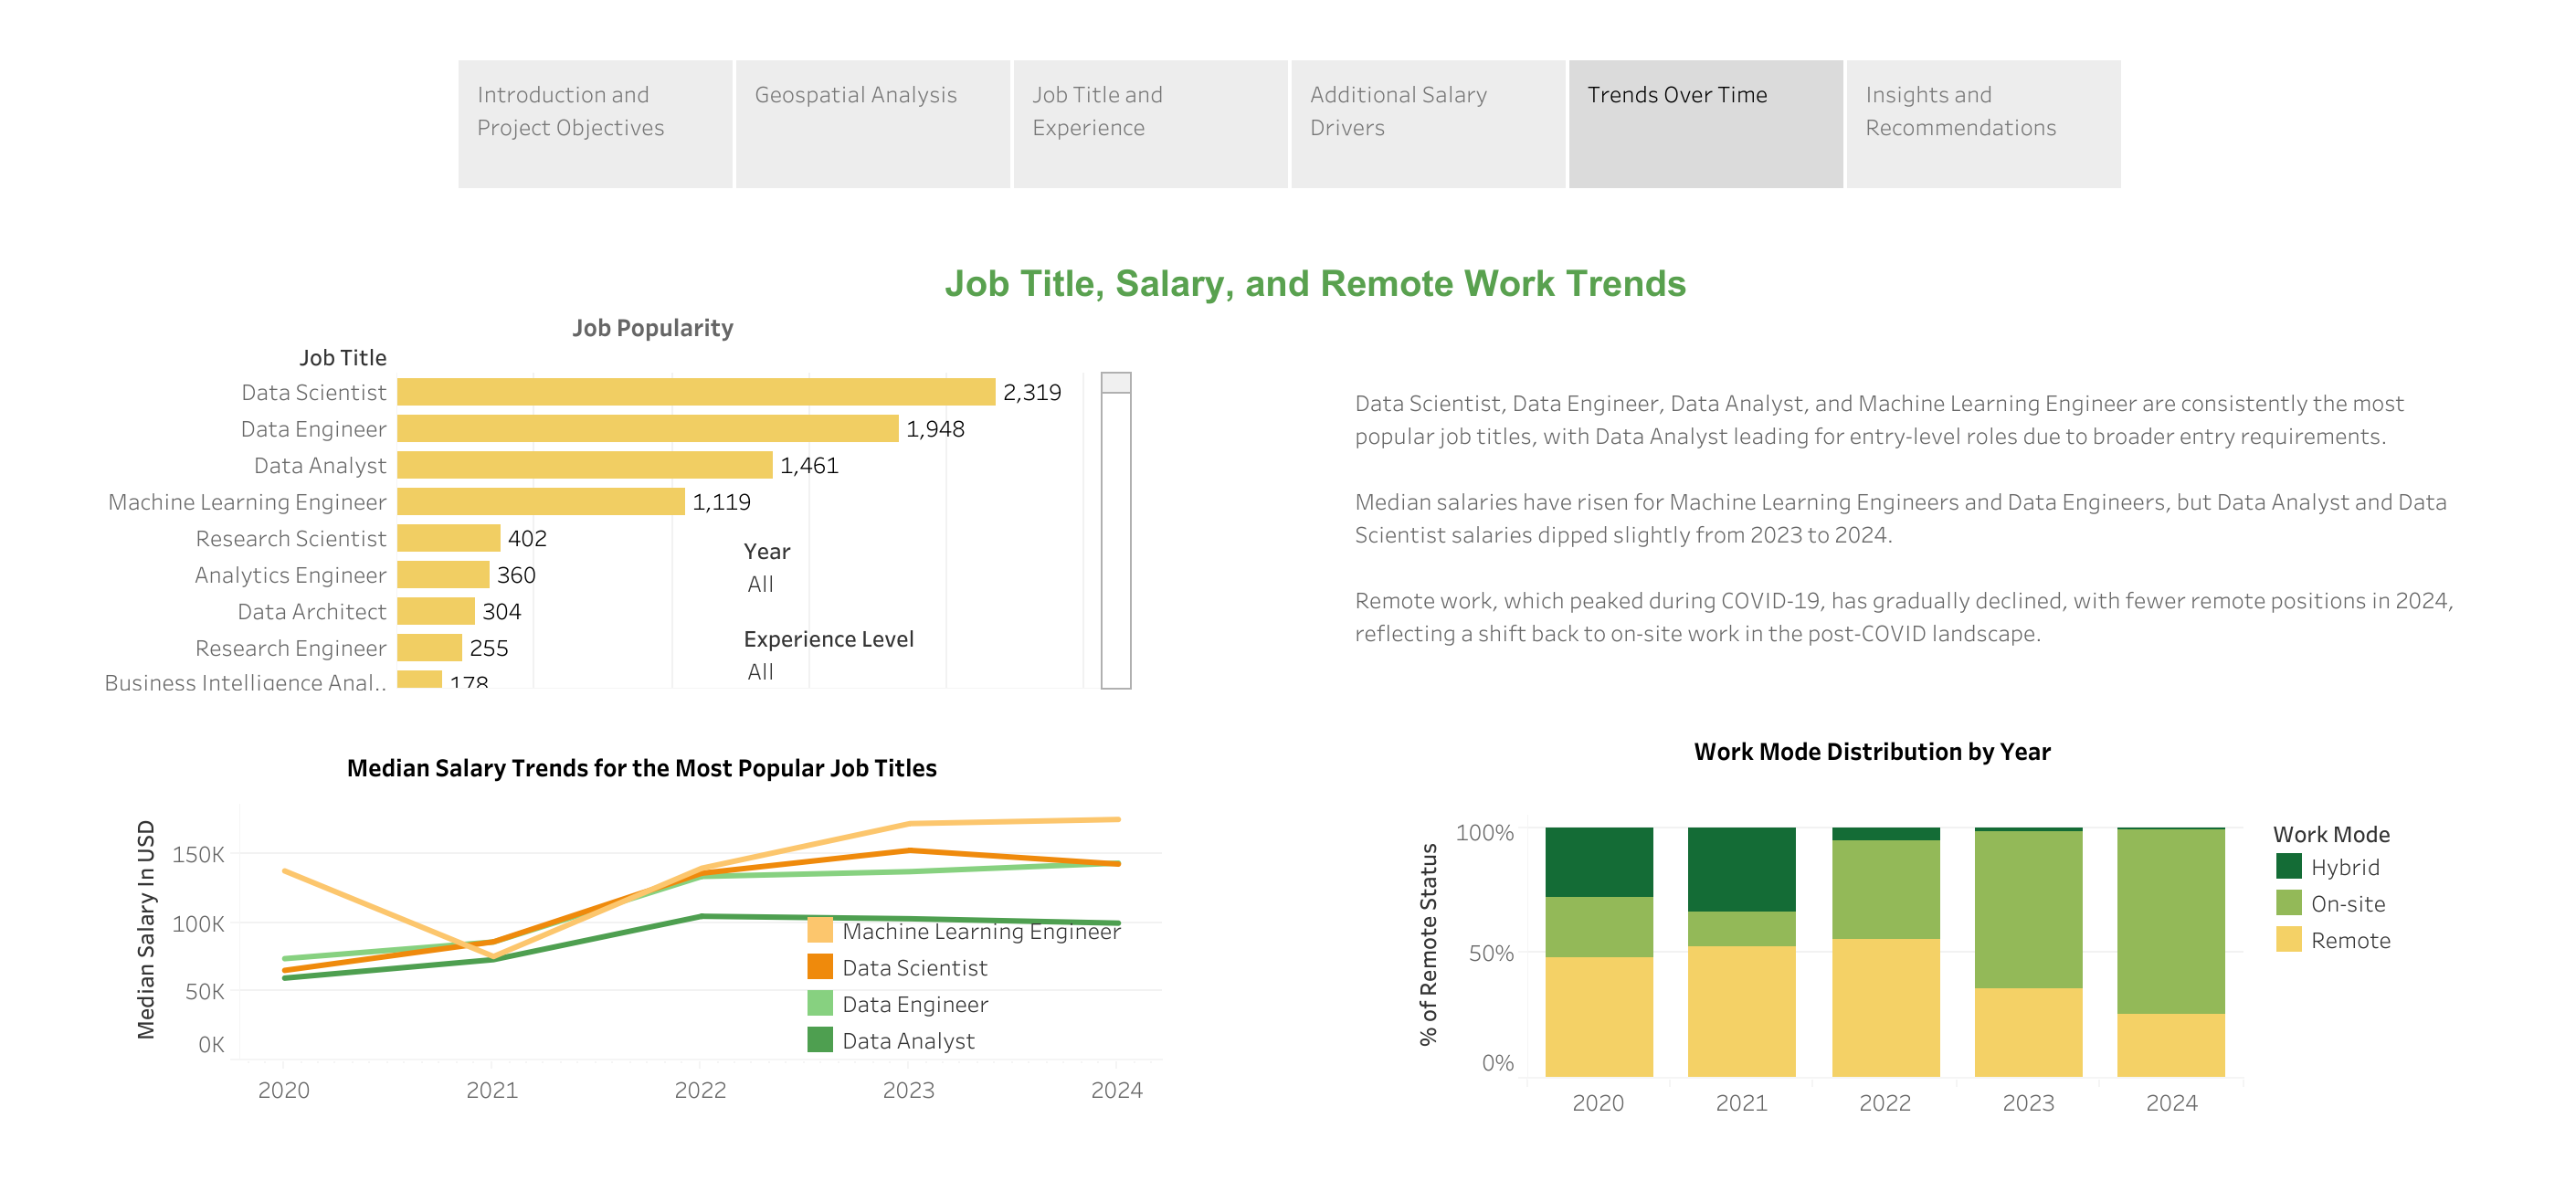 Introduction and
Project Objectives
Geospatial Analysis
Job Title and
Experience
Additional Salary
Drivers
Trends Over Time
Insights and
Recommendations
Job Title, Salary, and Remote Work Trends
Job Popularity
Job Title
Data Scientist 2,319
Data Engineer 1,948
Data Analyst 1,461
Machine Learning Engineer 1,119
Research Scientist 402
Analytics Engineer 360
Data Architect 304
Research Engineer 255
Business Intelligence Anal.. 178
Year
All
Experience Level
All
Data Scientist, Data Engineer, Data Analyst, and Machine Learning Engineer are consistently the most
popular job titles, with Data Analyst leading for entry-level roles due to broader entry requirements.
Median salaries have risen for Machine Learning Engineers and Data Engineers, but Data Analyst and Data
Scientist salaries dipped slightly from 2023 to 2024.
Remote work, which peaked during COVID-19, has gradually declined, with fewer remote positions in 2024,
reflecting a shift back to on-site work in the post-COVID landscape.
Median Salary Trends for the Most Popular Job Titles
Median Salary In USD
150K
100K
50K
0K
Machine Learning Engineer
Data Scientist
Data Engineer
Data Analyst
2020 2021 2022 2023 2024
Work Mode Distribution by Year
% of Remote Status
100%
50%
0%
2020 2021 2022 2023 2024
Work Mode
Hybrid
On-site
Remote